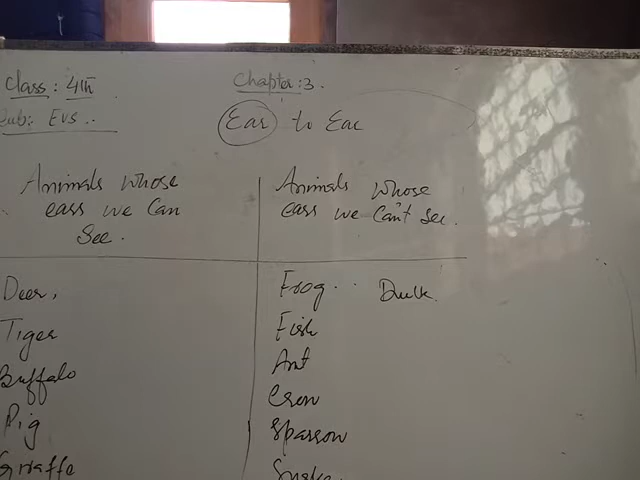 Class: 4th
Chapter: 3.
Sub: EVS..
Ear to Ear
Animals whose
ears we Can
See.
Animals whose
ears we Can't See.
Deer,
Tiger
Buffalo
Pig
Giraffe
Frog.. Duck
Fish
Ant
Crow
Sparrow
Snake.